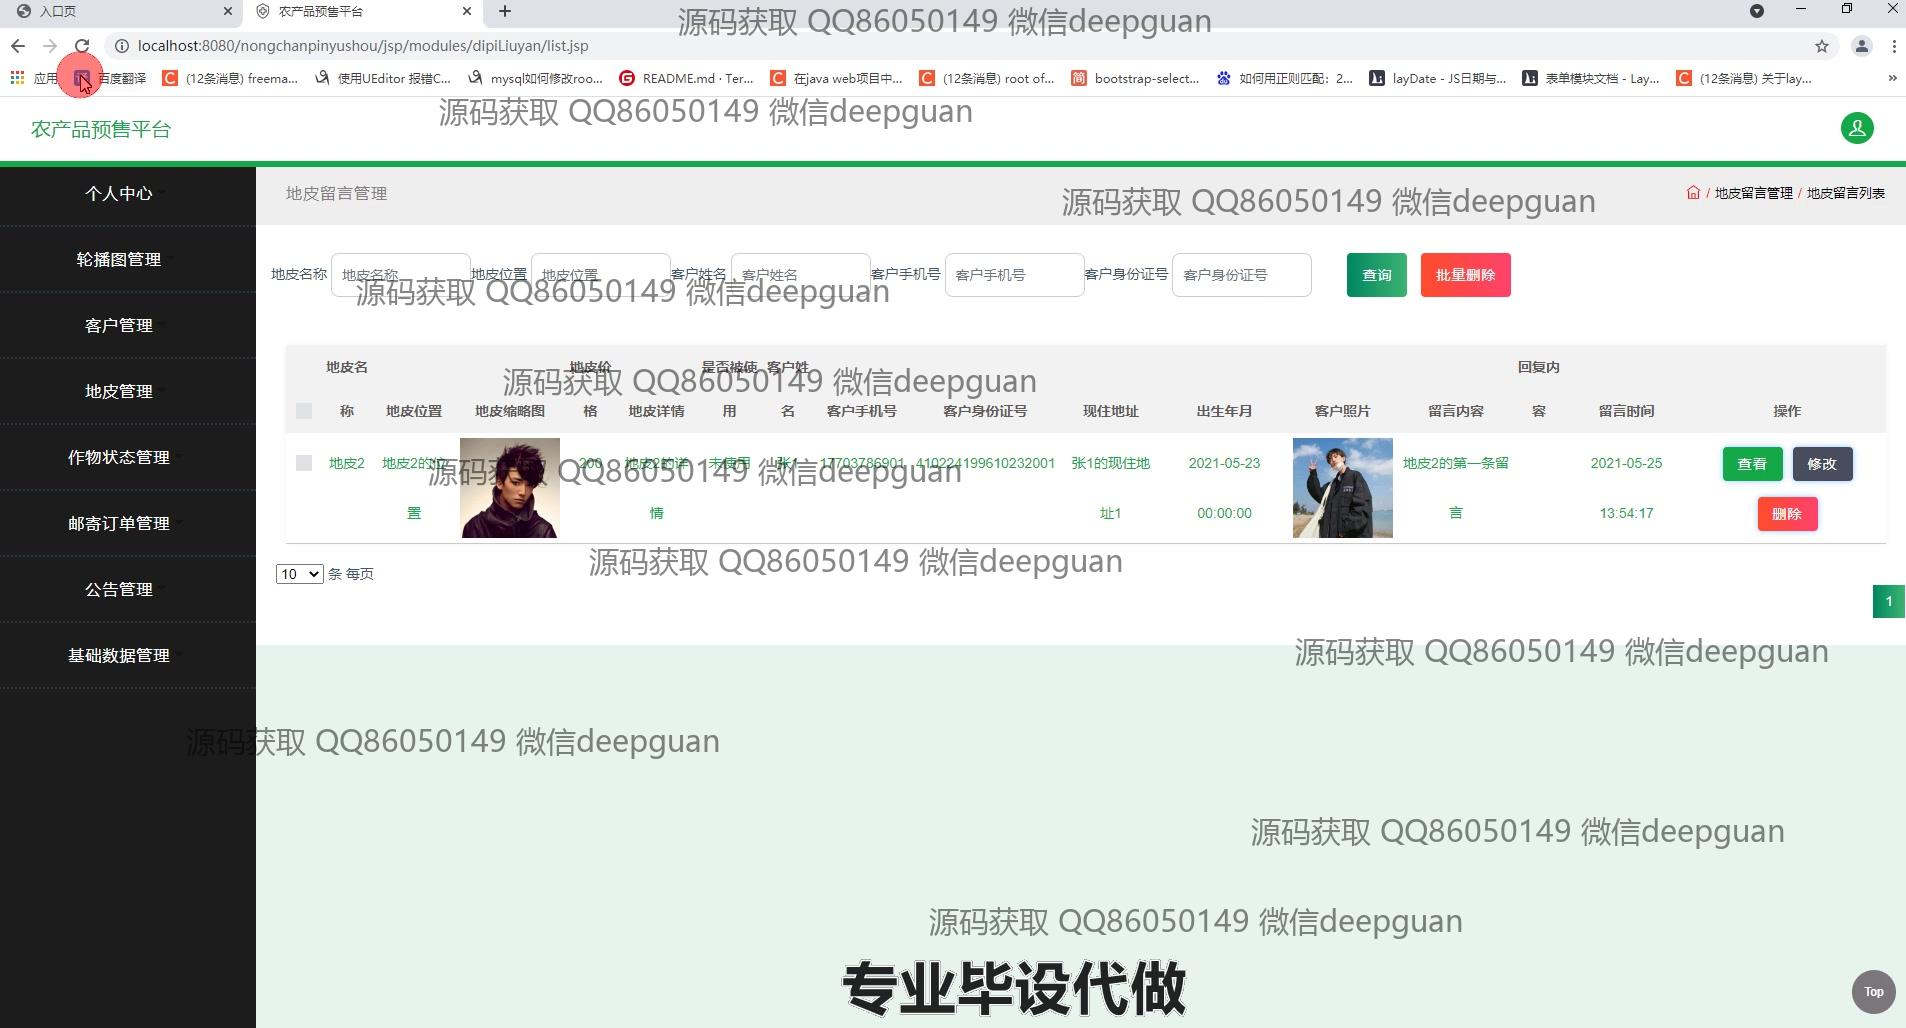 入口页
农产品预售平台
源码获取 QQ86050149 微信deepguan
localhost:8080/nongchanpinyushou/jsp/modules/dipiLiuyan/list.jsp
应用 百度翻译 (12条消息) freema... 使用UEditor 报错C... mysql如何修改roo... README.md · Ter... 在java web项目中... (12条消息) root of... bootstrap-select... 如何用正则匹配：2... layDate - JS日期与... 表单模块文档 - Lay... (12条消息) 关于lay... »
源码获取 QQ86050149 微信deepguan
农产品预售平台
个人中心
轮播图管理
客户管理
地皮管理
作物状态管理
邮寄订单管理
公告管理
基础数据管理
地皮留言管理
源码获取 QQ86050149 微信deepguan
/ 地皮留言管理 / 地皮留言列表
地皮名称 地皮名称 地皮位置 地皮位置 客户姓名 客户姓名 客户手机号 客户手机号 客户身份证号 客户身份证号 查询 批量删除
源码获取 QQ86050149 微信deepguan
地皮名称 地皮位置 地皮缩略图 地皮价格 地皮详情 是否被使用 客户姓名 客户手机号 客户身份证号 现住地址 出生年月 客户照片 留言内容 回复内容 留言时间 操作
源码获取 QQ86050149 微信deepguan
地皮2 地皮2的位置 200 地皮2的详情 未使用 张1 17703786901 410224199610232001 张1的现住地址1 2021-05-23 00:00:00 地皮2的第一条留言 2021-05-25 13:54:17 查看 修改 删除
源码获取 QQ86050149 微信deepguan
10 条 每页
源码获取 QQ86050149 微信deepguan
1
源码获取 QQ86050149 微信deepguan
源码获取 QQ86050149 微信deepguan
源码获取 QQ86050149 微信deepguan
源码获取 QQ86050149 微信deepguan
专业毕设代做
Top